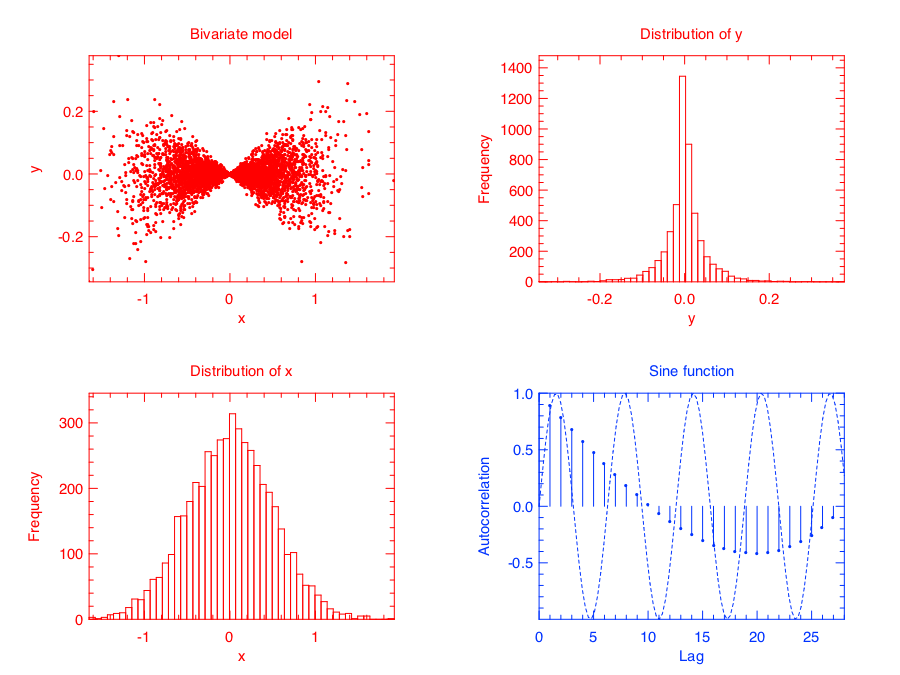 Bivariate model
y
0.2
0.0
-0.2
-1
0
1
x
Distribution of y
Frequency
1400
1200
1000
800
600
400
200
0
-0.2
0.0
0.2
y
Distribution of x
Frequency
300
200
100
0
-1
0
1
x
Sine function
Autocorrelation
1.0
0.5
0.0
-0.5
0
5
10
15
20
25
Lag